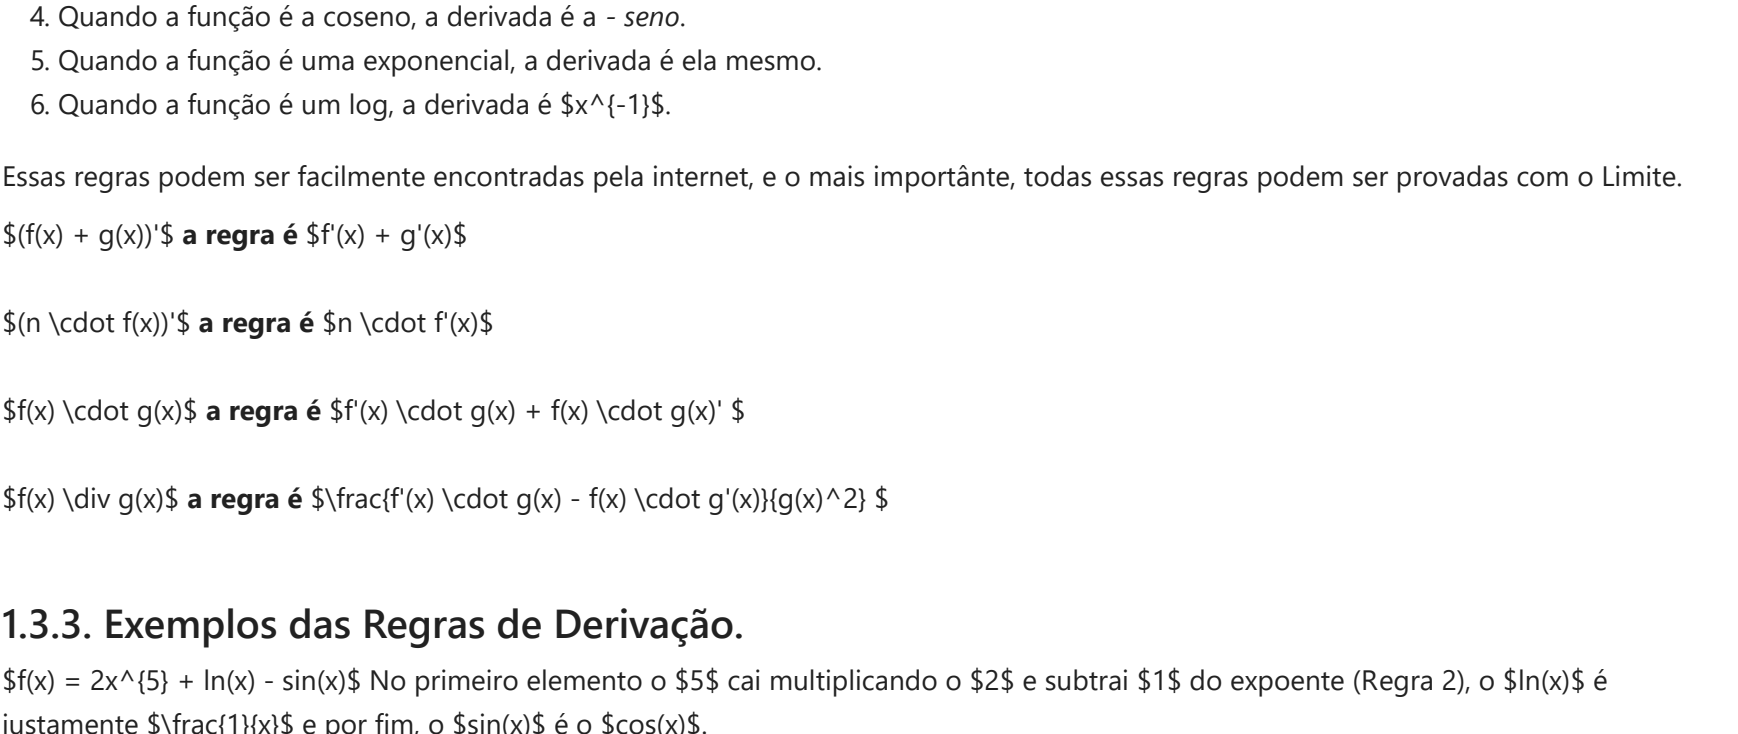 4. Quando a função é a coseno, a derivada é a - seno.
5. Quando a função é uma exponencial, a derivada é ela mesmo.
6. Quando a função é um log, a derivada é $x^{-1}$.
Essas regras podem ser facilmente encontradas pela internet, e o mais importânte, todas essas regras podem ser provadas com o Limite.
$(f(x) + g(x))'$ a regra é $f'(x) + g'(x)$
$(n \cdot f(x))'$ a regra é $n \cdot f'(x)$
$f(x) \cdot g(x)$ a regra é $f'(x) \cdot g(x) + f(x) \cdot g(x)' $
$f(x) \div g(x)$ a regra é $\frac{f'(x) \cdot g(x) - f(x) \cdot g'(x)}{g(x)^2} $
1.3.3. Exemplos das Regras de Derivação.
$f(x) = 2x^{5} + ln(x) - sin(x)$ No primeiro elemento o $5$ cai multiplicando o $2$ e subtrai $1$ do expoente (Regra 2), o $ln(x)$ é
justamente $\frac{1}{x}$ e por fim, o $sin(x)$ é o $cos(x)$.